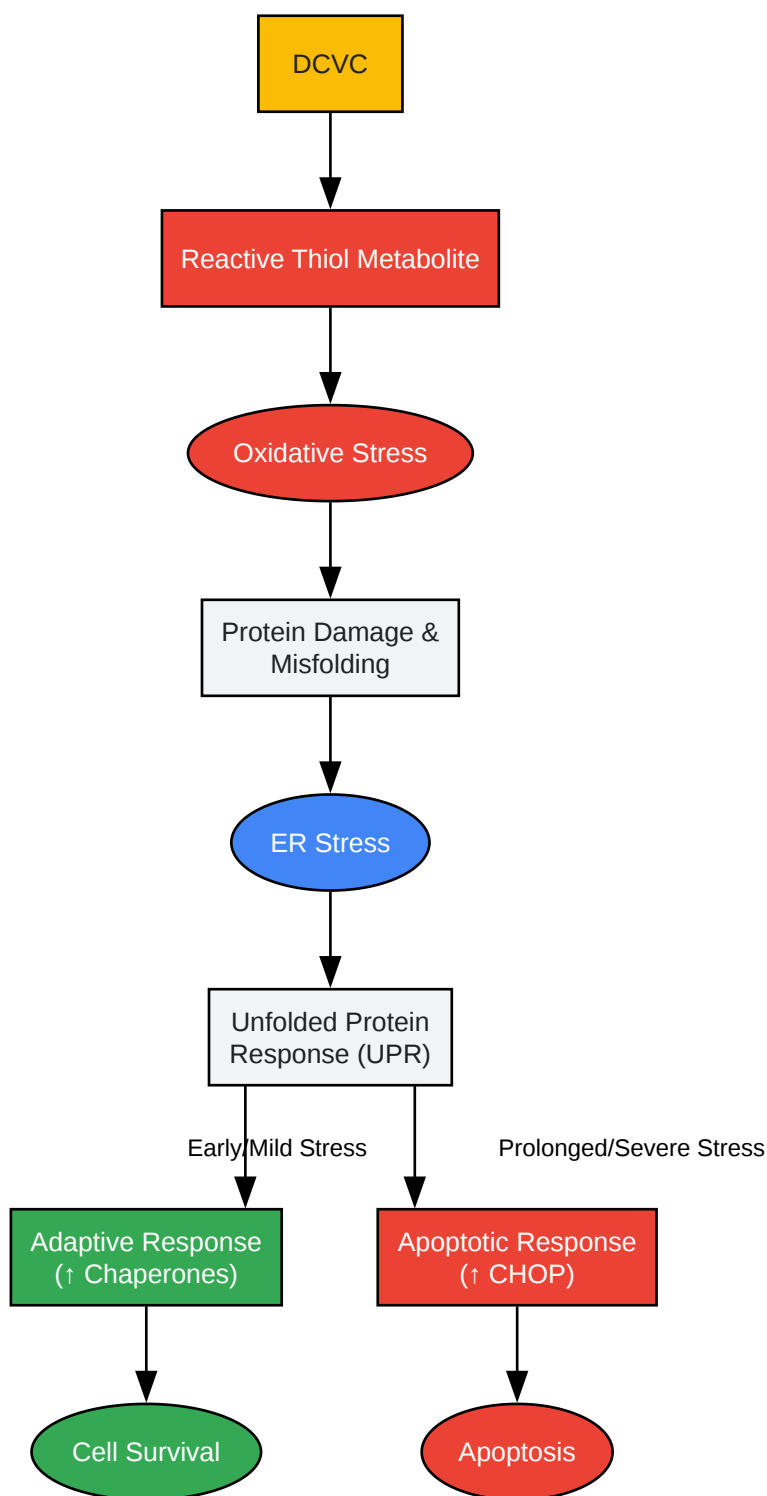 DCVC
Reactive Thiol Metabolite
Oxidative Stress
Protein Damage &
Misfolding
ER Stress
Unfolded Protein
Response (UPR)
Early/Mild Stress
Prolonged/Severe Stress
Adaptive Response
(↑ Chaperones)
Apoptotic Response
(↑ CHOP)
Cell Survival
Apoptosis